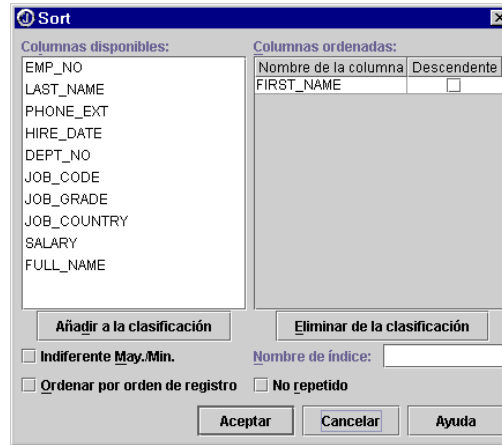 Sort
Columnas disponibles:
EMP_NO
LAST_NAME
PHONE_EXT
HIRE_DATE
DEPT_NO
JOB_CODE
JOB_GRADE
JOB_COUNTRY
SALARY
FULL_NAME
Añadir a la clasificación
Columnas ordenadas:
Nombre de la columna Descendente
FIRST_NAME
Eliminar de la clasificación
Indiferente May./Min.
Nombre de índice:
Ordenar por orden de registro
No repetido
Aceptar Cancelar Ayuda